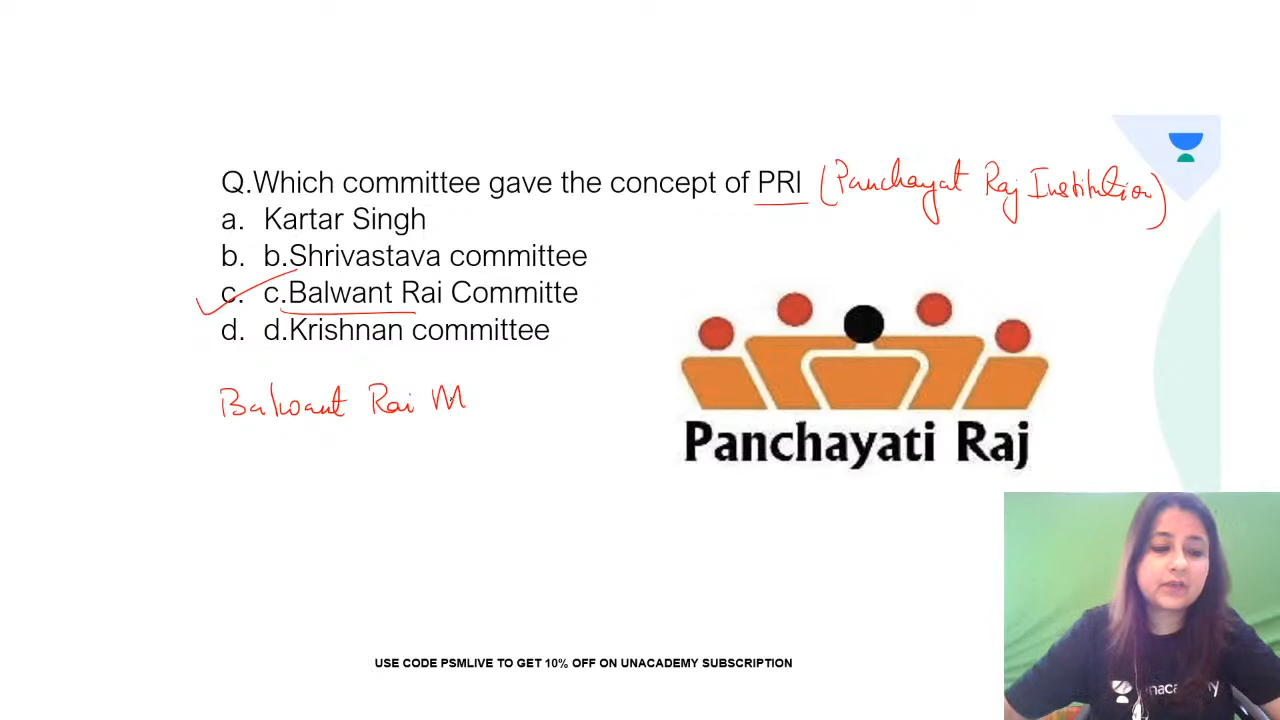 Q.Which committee gave the concept of PRI (Panchayat Raj Institution)
a. Kartar Singh
b. b.Shrivastava committee
c. c.Balwant Rai Committe
d. d.Krishnan committee
Balwant Rai M
Panchayati Raj
unacademy
USE CODE PSMLIVE TO GET 10% OFF ON UNACADEMY SUBSCRIPTION